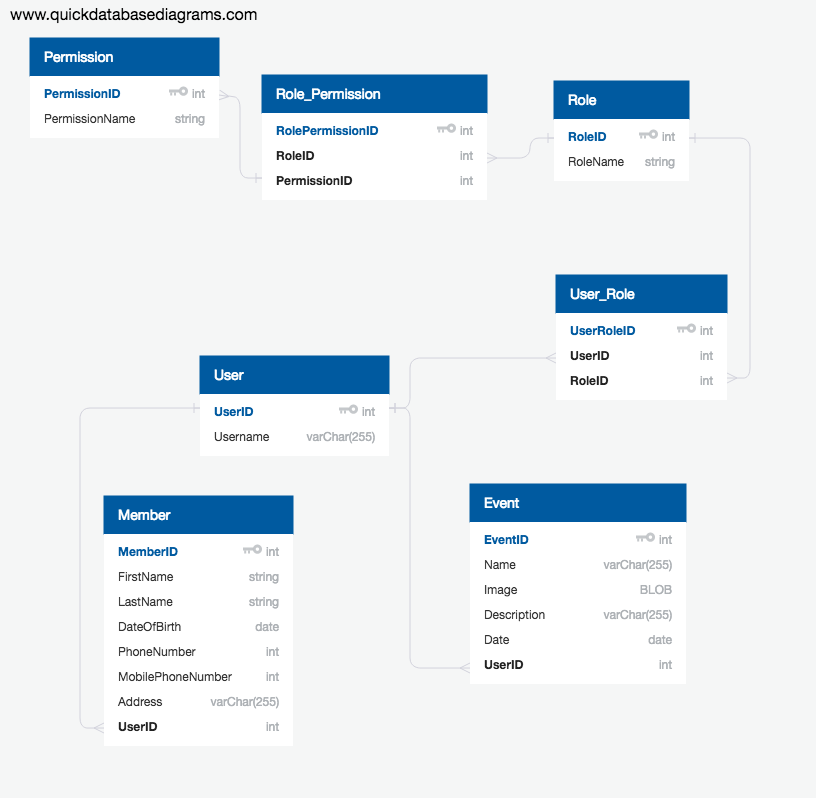 www.quickdatabasediagrams.com
Permission
PermissionID int
PermissionName string
Role_Permission
RolePermissionID int
RoleID int
PermissionID int
Role
RoleID int
RoleName string
User_Role
UserRoleID int
UserID int
RoleID int
User
UserID int
Username varChar(255)
Member
MemberID int
FirstName string
LastName string
DateOfBirth date
PhoneNumber int
MobilePhoneNumber int
Address varChar(255)
UserID int
Event
EventID int
Name varChar(255)
Image BLOB
Description varChar(255)
Date date
UserID int